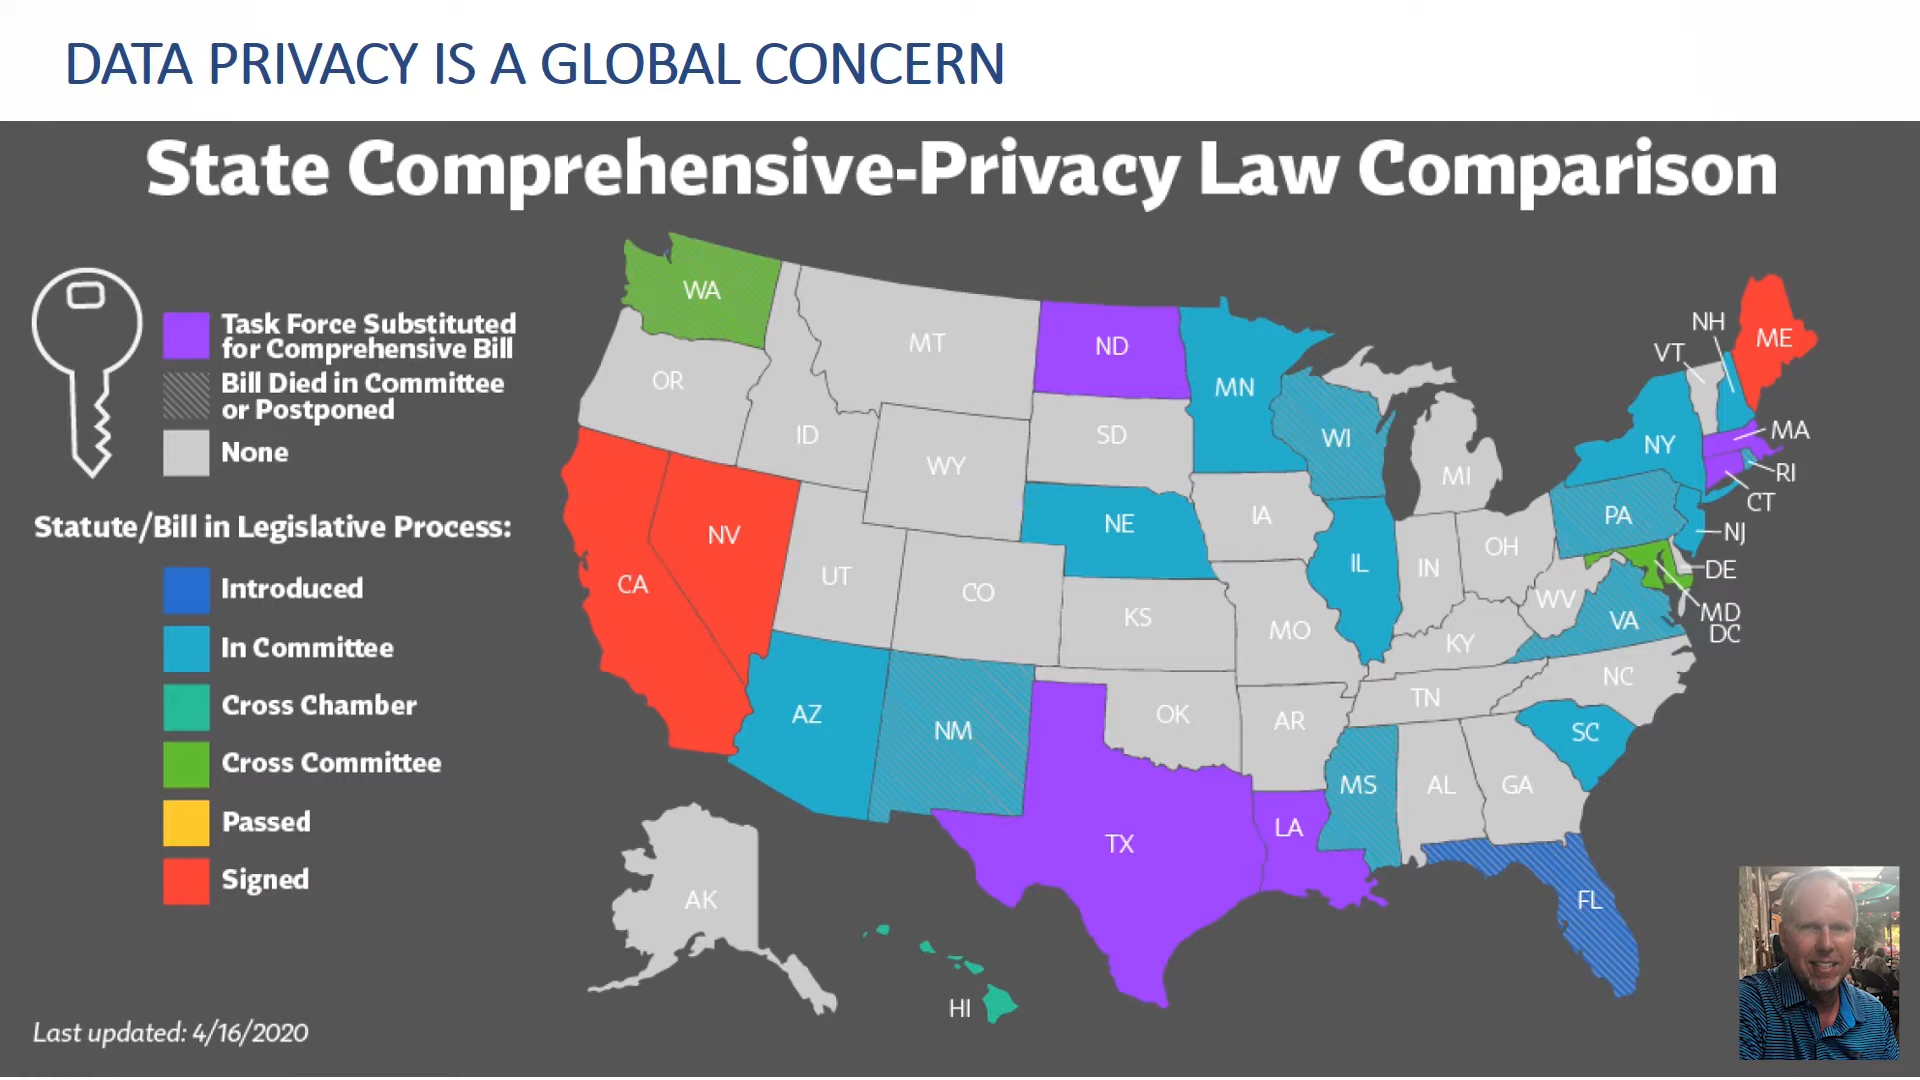 DATA PRIVACY IS A GLOBAL CONCERN
State Comprehensive-Privacy Law Comparison
Task Force Substituted
for Comprehensive Bill
Bill Died in Committee
or Postponed
None
Statute/Bill in Legislative Process:
Introduced
In Committee
Cross Chamber
Cross Committee
Passed
Signed
Last updated: 4/16/2020
WA
OR
CA
NV
ID
MT
WY
UT
CO
AZ
NM
ND
SD
NE
KS
OK
TX
MN
IA
MO
AR
LA
WI
IL
MI
IN
OH
KY
TN
MS
AL
GA
FL
SC
NC
VA
WV
PA
NY
VT
NH
ME
MA
RI
CT
NJ
DE
MD
DC
AK
HI